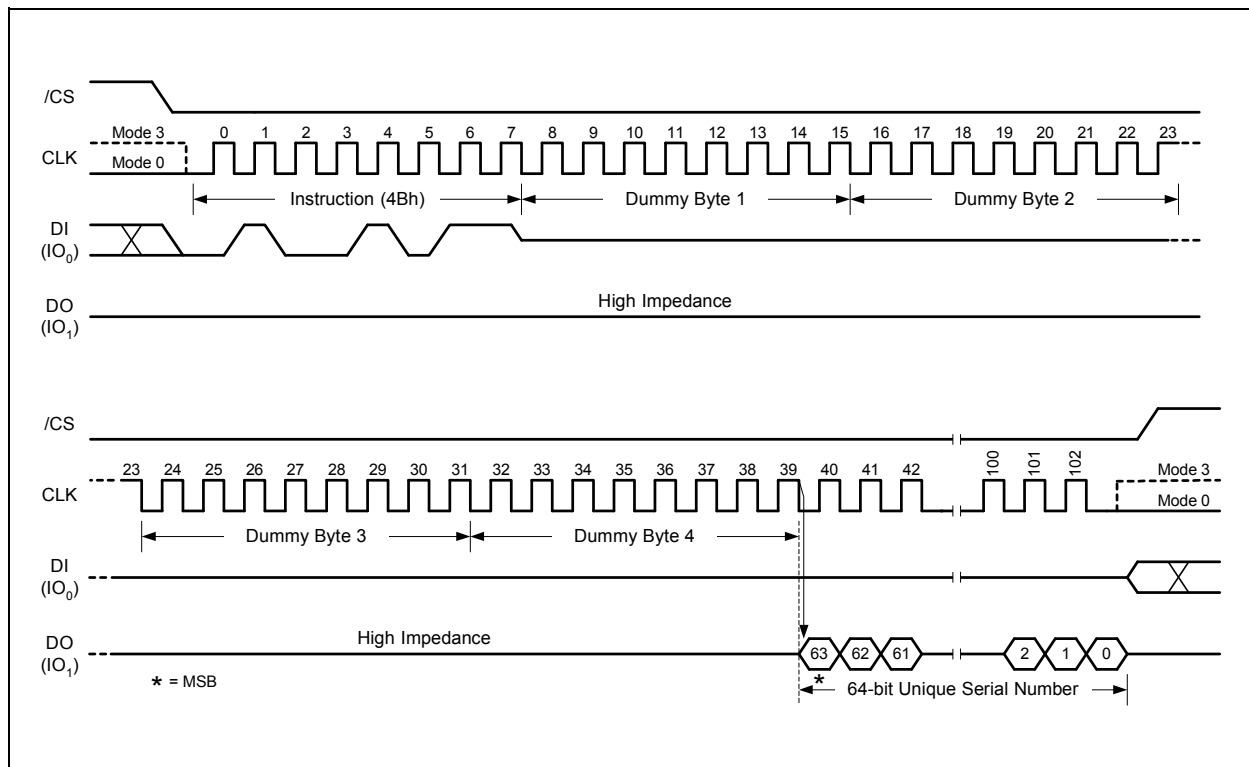 /CS
Mode 3
0 1 2 3 4 5 6 7 8 9 10 11 12 13 14 15 16 17 18 19 20 21 22 23
CLK
Mode 0
Instruction (4Bh)
Dummy Byte 1
Dummy Byte 2
DI
(IO0)
High Impedance
DO
(IO1)
/CS
23 24 25 26 27 28 29 30 31 32 33 34 35 36 37 38 39 40 41 42 100 101 102
Mode 3
CLK
Mode 0
Dummy Byte 3
Dummy Byte 4
DI
(IO0)
DO
(IO1)
High Impedance
63 62 61 2 1 0
* = MSB
*
64-bit Unique Serial Number